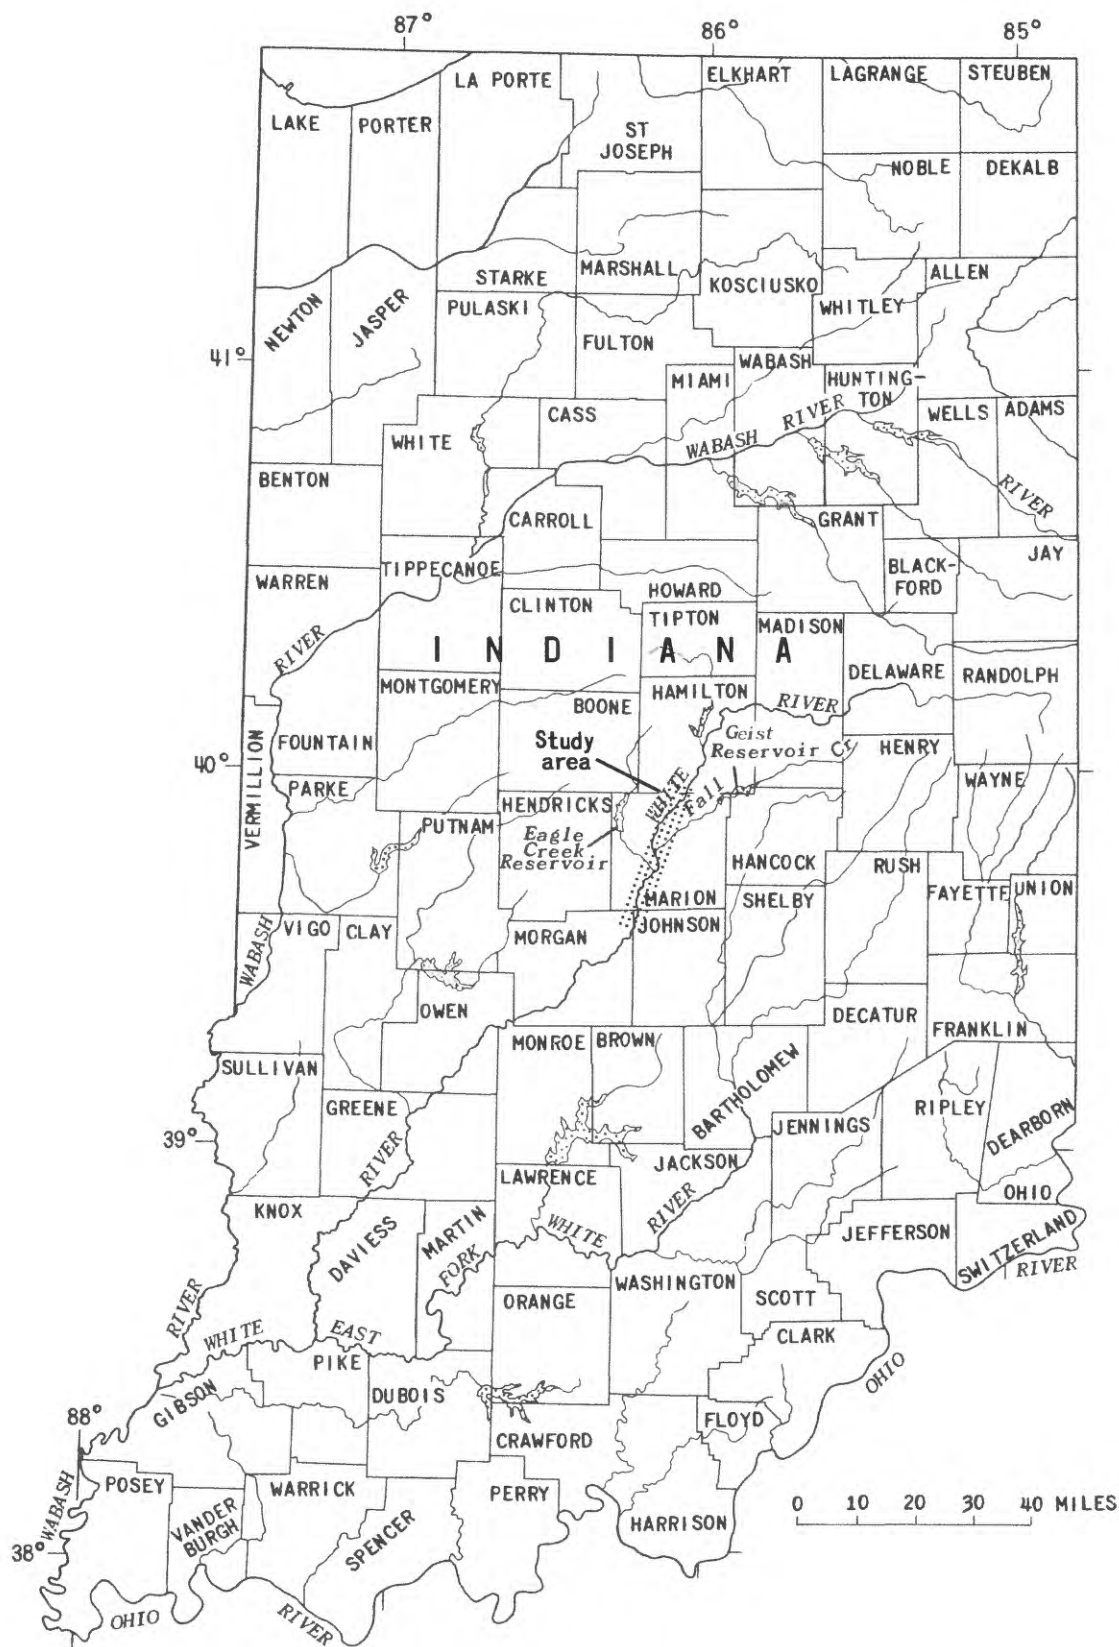 87°
86°
85°
LA PORTE
ELKHART
LAGRANGE
STEUBEN
LAKE
PORTER
ST
JOSEPH
NOBLE
DEKALB
STARKE
MARSHALL
KOSCIUSKO
ALLEN
NEWTON
JASPER
PULASKI
FULTON
WHITLEY
41°
MIAMI
WABASH
HUNTING-
TON
WELLS
ADAMS
WHITE
CASS
WABASH
RIVER
RIVER
BENTON
CARROLL
GRANT
JAY
WARREN
TIPPECANOE
HOWARD
BLACK-
FORD
CLINTON
TIPTON
MADISON
RIVER
INDIANA
DELAWARE
RANDOLPH
MONTGOMERY
HAMILTON
BOONE
RIVER
FOUNTAIN
Study
area
Geist
Reservoir
Cr
HENRY
40°
VERMILLION
PARKE
WHITE
Fall
WAYNE
HENDRICKS
PUTNAM
Eagle
Creek
Reservoir
HANCOCK
RUSH
MARION
SHELBY
FAYETTE
UNION
WABASH
VIGO
CLAY
MORGAN
JOHNSON
OWEN
DECATUR
FRANKLIN
SULLIVAN
MONROE
BROWN
BARTHOLOMEW
GREENE
RIPLEY
DEARBORN
39°
RIVER
JENNINGS
JACKSON
LAWRENCE
OHIO
KNOX
DAVIESS
MARTIN
FORK
WHITE
RIVER
JEFFERSON
SWITZERLAND
RIVER
WASHINGTON
ORANGE
SCOTT
RIVER
WHITE
EAST
CLARK
PIKE
OHIO
GIBSON
DUBOIS
88°
FLOYD
CRAWFORD
WABASH
POSEY
WARRICK
PERRY
0 10 20 30 40 MILES
VANDER
BURGH
SPENCER
HARRISON
38°
OHIO
RIVER